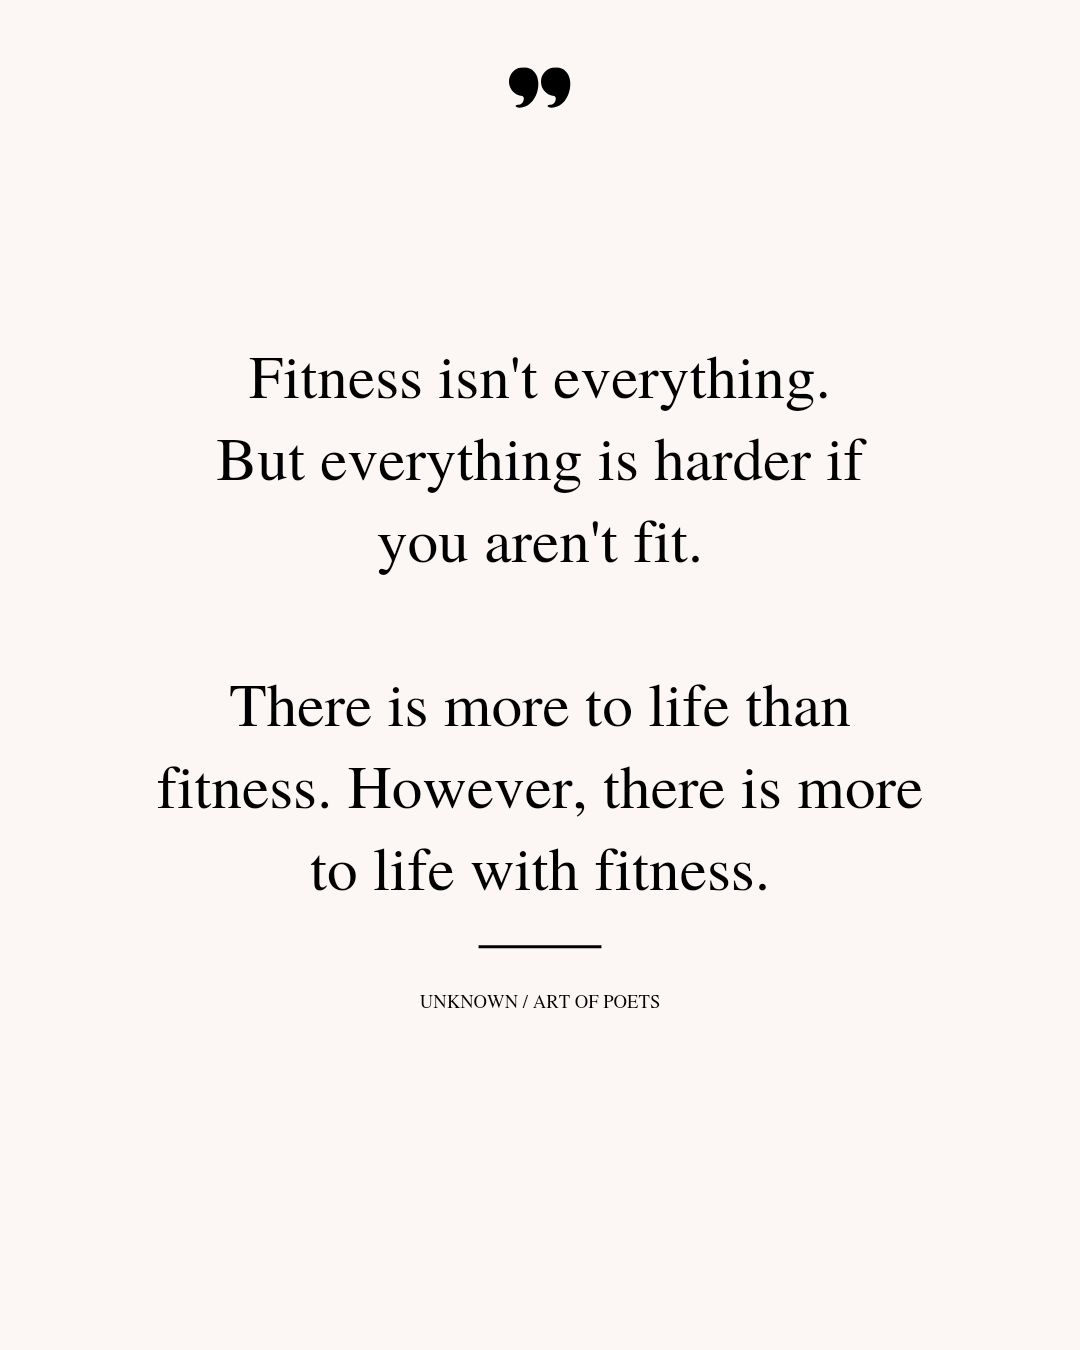 ”
Fitness isn't everything.
But everything is harder if
you aren't fit.
There is more to life than
fitness. However, there is more
to life with fitness.
UNKNOWN / ART OF POETS